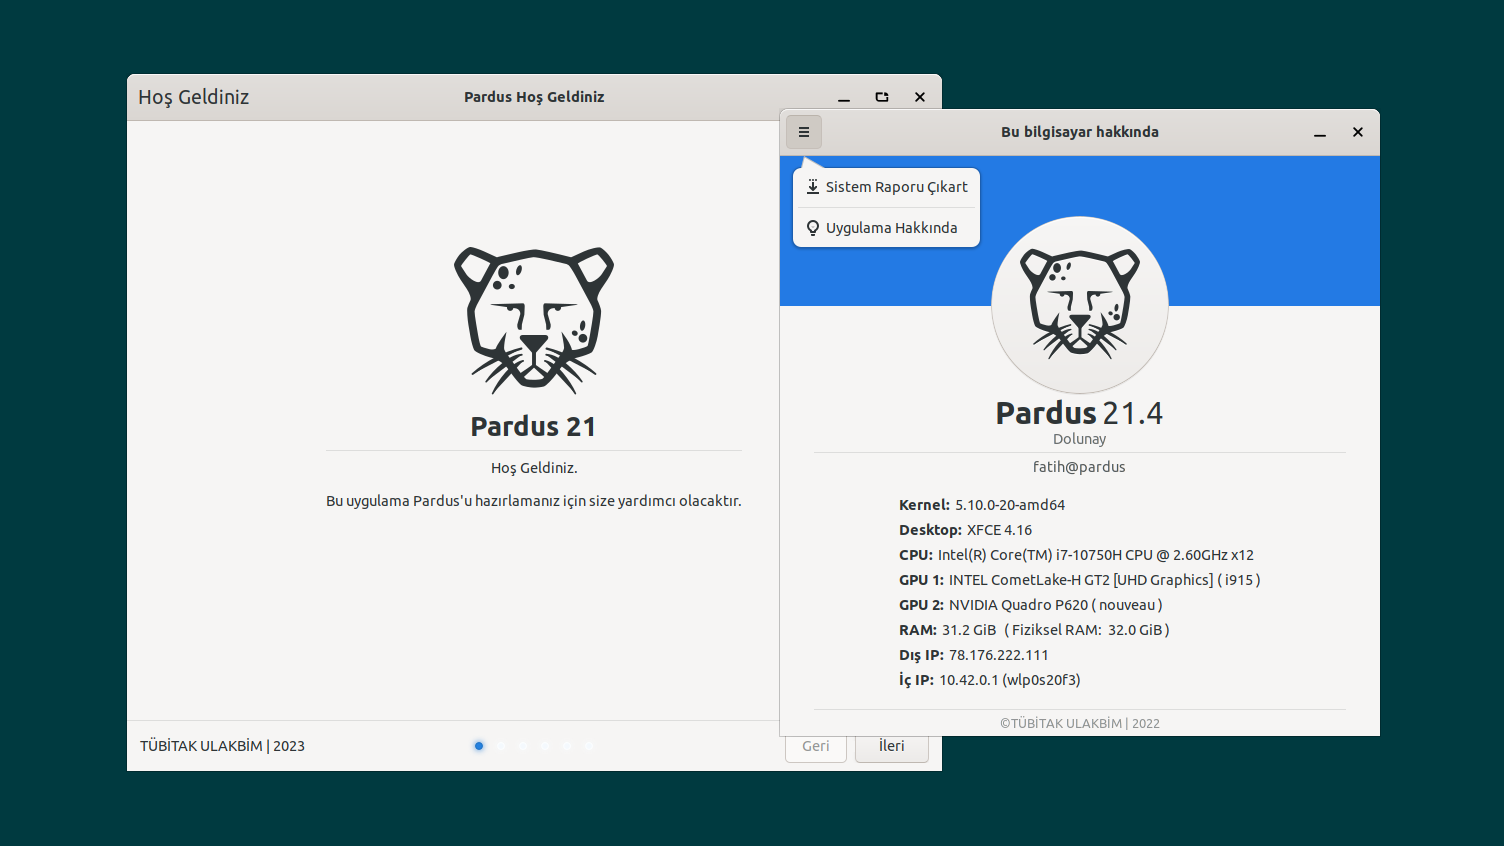 Hoş Geldiniz
Pardus Hoş Geldiniz
Pardus 21
Hoş Geldiniz.
Bu uygulama Pardus'u hazırlamanız için size yardımcı olacaktır.
TÜBİTAK ULAKBİM | 2023
Geri
İleri
Bu bilgisayar hakkında
Sistem Raporu Çıkart
Uygulama Hakkında
Pardus 21.4
Dolunay
fatih@pardus
Kernel: 5.10.0-20-amd64
Desktop: XFCE 4.16
CPU: Intel(R) Core(TM) i7-10750H CPU @ 2.60GHz x12
GPU 1: INTEL CometLake-H GT2 [UHD Graphics] ( i915 )
GPU 2: NVIDIA Quadro P620 ( nouveau )
RAM: 31.2 GiB ( Fiziksel RAM: 32.0 GiB )
Dış IP: 78.176.222.111
İç IP: 10.42.0.1 (wlp0s20f3)
©TÜBİTAK ULAKBİM | 2022